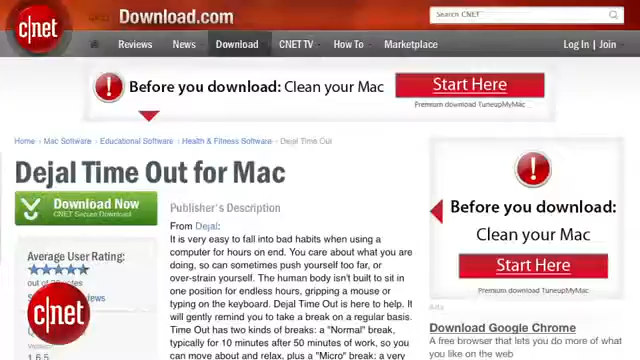 c|net
Download.com
Search CNET
Reviews
News
Download
CNET TV
How To
Marketplace
Log In | Join
Before you download: Clean your Mac
Start Here
Premium download TuneupMyMac
Home › Mac Software › Educational Software › Health & Fitness Software › Dejal Time Out
Dejal Time Out for Mac
Download Now
CNET Secure Download
Average User Rating:
out of
c|net
Publisher's Description
From Dejal:
It is very easy to fall into bad habits when using a
computer for hours on end. You care about what you are
doing, so can sometimes push yourself too far, or
over-strain yourself. The human body isn't built to sit in
one position for endless hours, gripping a mouse or
typing on the keyboard. Dejal Time Out is here to help. It
will gently remind you to take a break on a regular basis.
Time Out has two kinds of breaks: a "Normal" break,
typically for 10 minutes after 50 minutes of work, so you
can move about and relax, plus a "Micro" break: a very
Before you download:
Clean your Mac
Start Here
Premium download TuneupMyMac
Ads
Download Google Chrome
A free browser that lets you do more of what
you like on the web